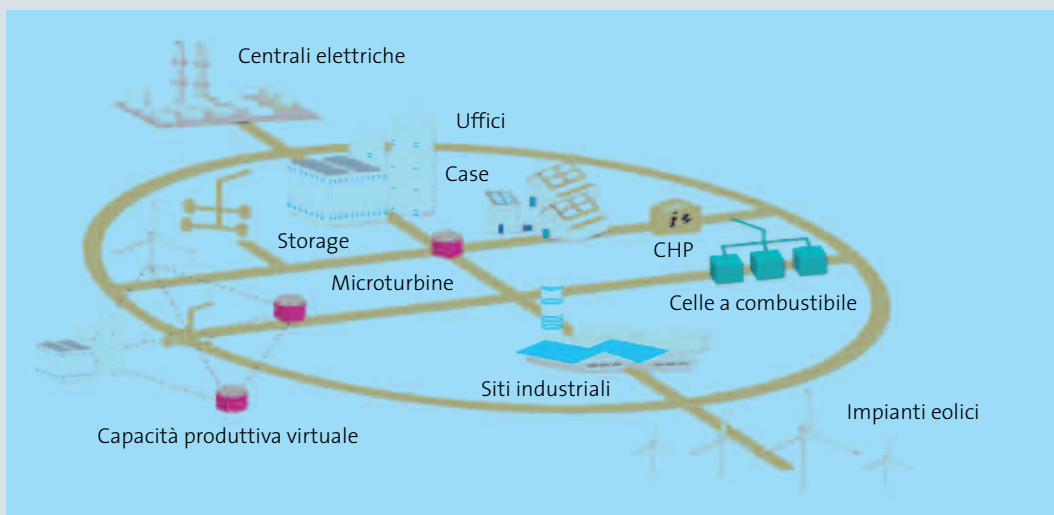 Centrali elettriche
Uffici
Case
Storage
CHP
Microturbine
Celle a combustibile
Siti industriali
Impianti eolici
Capacità produttiva virtuale